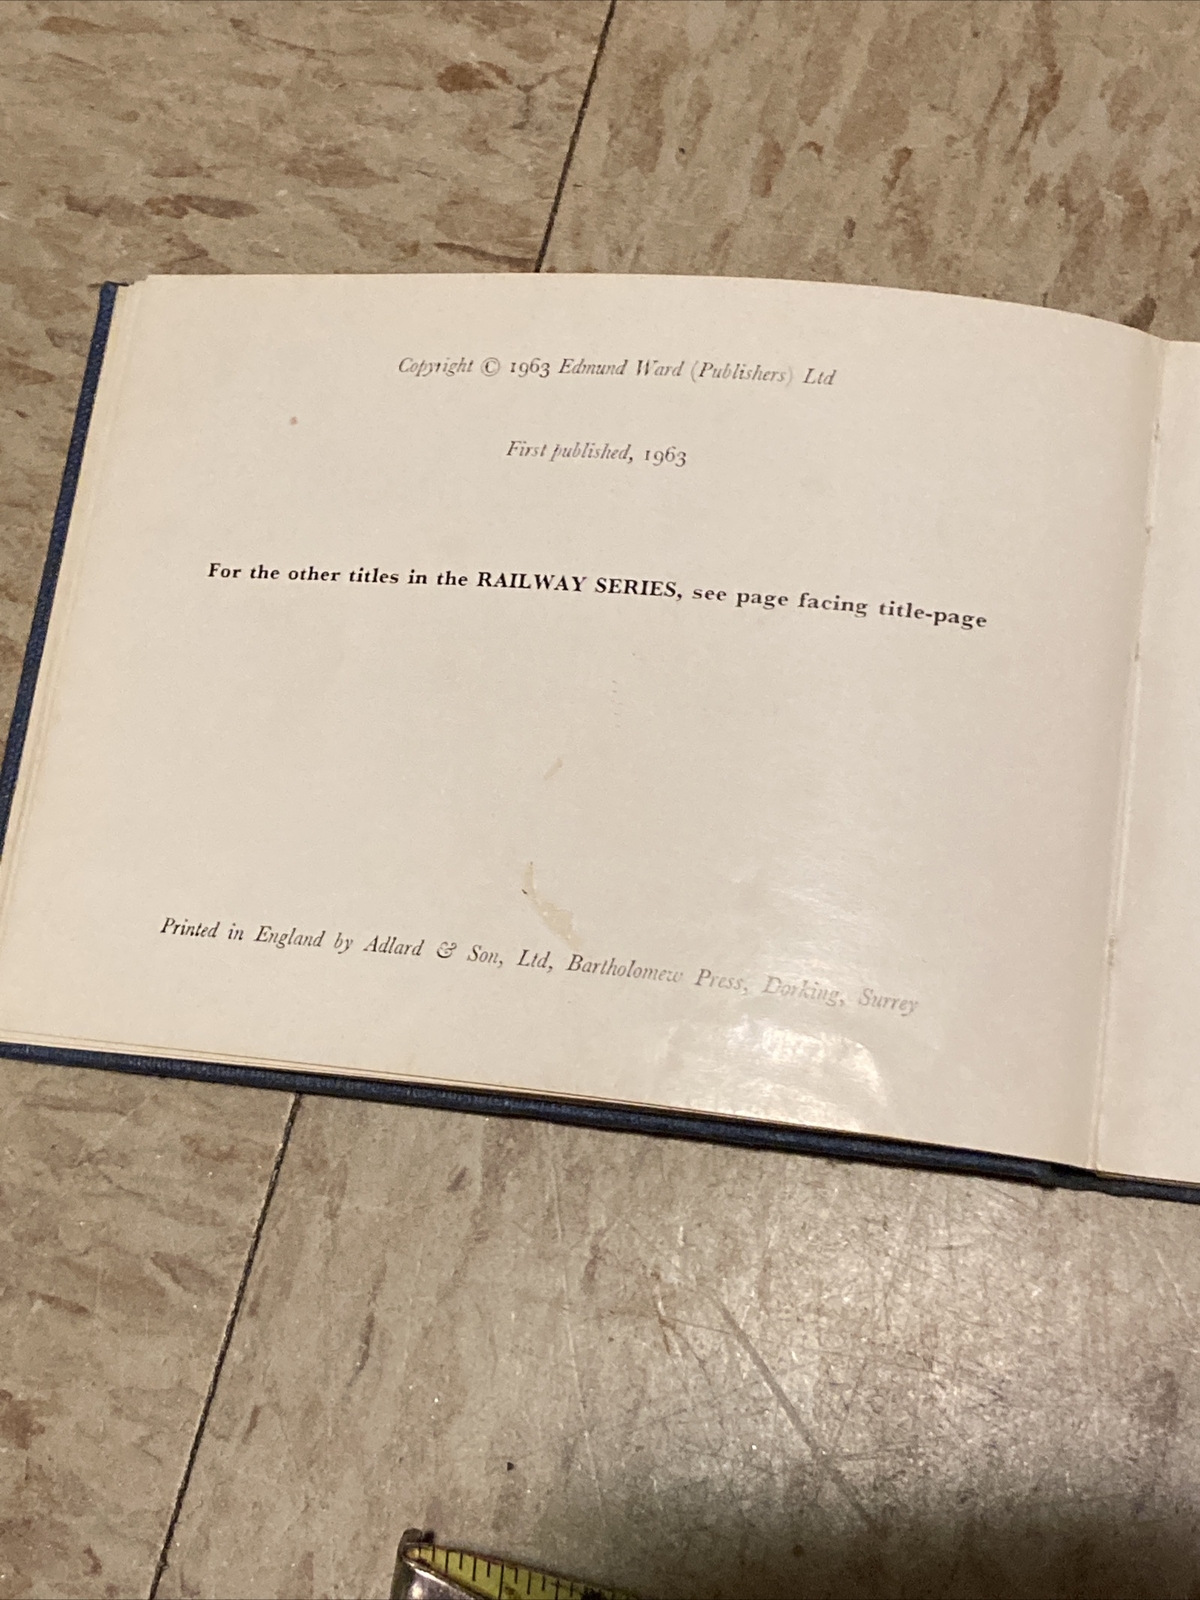 Copyright © 1963 Edmund Ward (Publishers) Ltd
First published, 1963
For the other titles in the RAILWAY SERIES, see page facing title-page
Printed in England by Adlard & Son, Ltd, Bartholomew Press, Dorking, Surrey